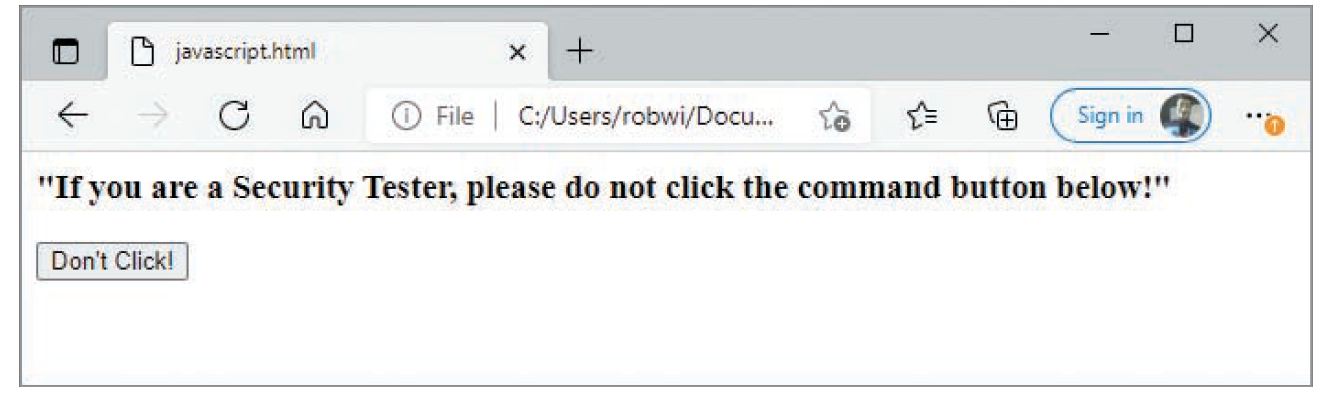 javascript.html
File | C:/Users/robwi/Docu... Sign in
"If you are a Security Tester, please do not click the command button below!"
Don't Click!